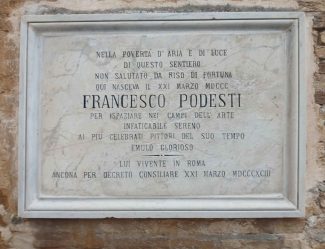 NELLA POVERTÀ D'ARIA E DI LUCE
DI QUESTO SENTIERO
NON SALUTATO DA RISO DI FORTUNA
QUI NASCEVA IL XXI MARZO MDCCC
FRANCESCO PODESTI
PER ISPAZIARE NEI CAMPI DELL'ARTE
INFATICABILE SERENO
AI PIÙ CELEBRATI PITTORI DEL SUO TEMPO
EMULO GLORIOSO
LUI VIVENTE IN ROMA
ANCONA PER DECRETO CONSILIARE XXI MARZO